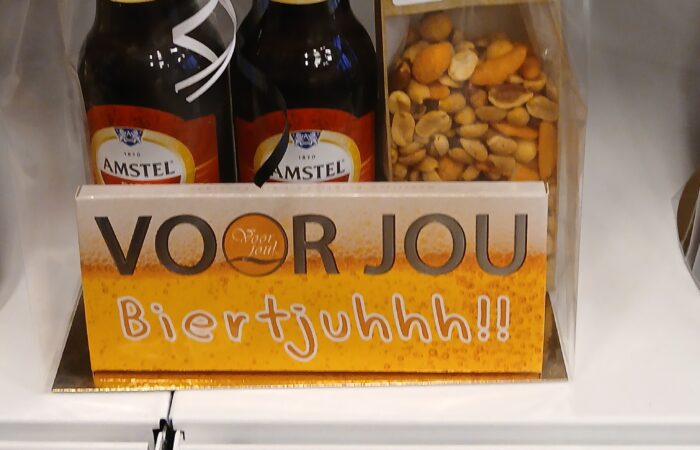 1870
AMSTEL
1870
AMSTEL
VOOR JOU
Voor
Jou!
Biertjuhhh!!